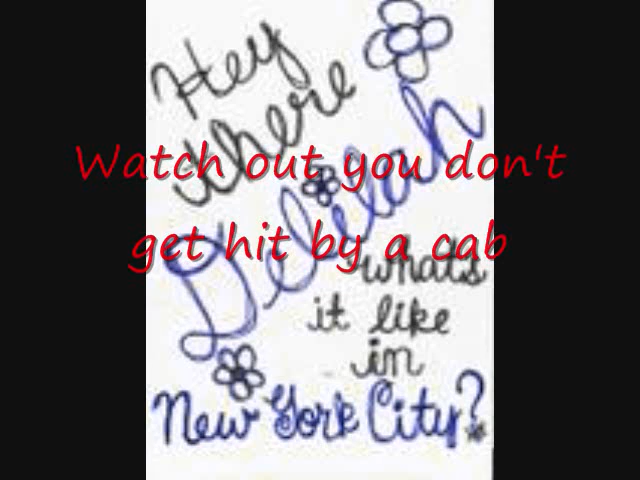 Hey
there
Delilah
Watch out you don't
get hit by a cab
whats
it like
in
New York City?